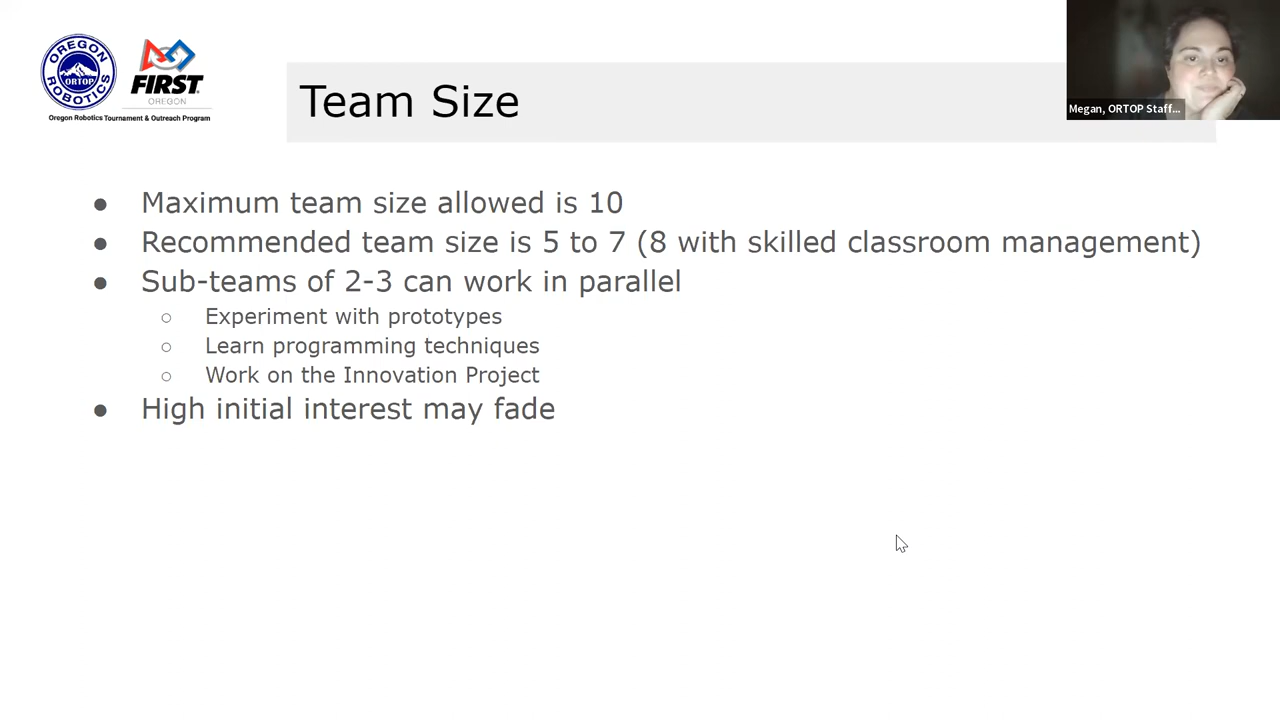 OREGON
ROBOTICS
ORTOP
FIRST
OREGON
Oregon Robotics Tournament & Outreach Program
Team Size
Megan, ORTOP Staff...
● Maximum team size allowed is 10
● Recommended team size is 5 to 7 (8 with skilled classroom management)
● Sub-teams of 2-3 can work in parallel
○ Experiment with prototypes
○ Learn programming techniques
○ Work on the Innovation Project
● High initial interest may fade